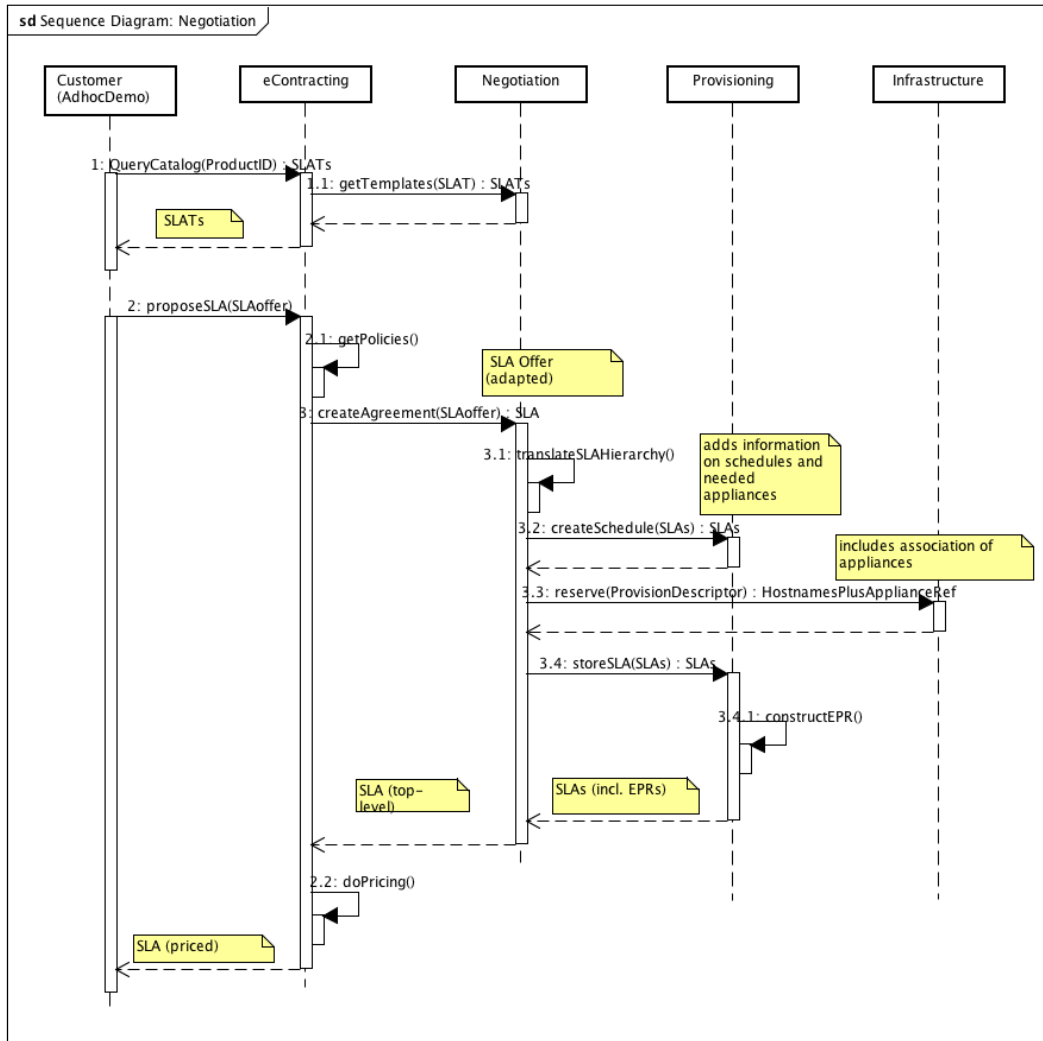 sd Sequence Diagram: Negotiation
Customer
(AdhocDemo)
eContracting
Negotiation
Provisioning
Infrastructure
1: QueryCatalog(ProductID) : SLATs
1.1: getTemplates(SLAT) : SLATs
SLATs
2: proposeSLA(SLAoffer)
2.1: getPolicies()
SLA Offer
(adapted)
3: createAgreement(SLAoffer) : SLA
adds information
on schedules and
needed
appliances
3.1: translateSLAHierarchy()
3.2: createSchedule(SLAs) : SLAs
includes association of
appliances
3.3: reserve(ProvisionDescriptor) : HostnamesPlusApplianceRef
3.4: storeSLA(SLAs) : SLAs
3.4.1: constructEPR()
SLA (top-
level)
SLAs (incl. EPRs)
2.2: doPricing()
SLA (priced)